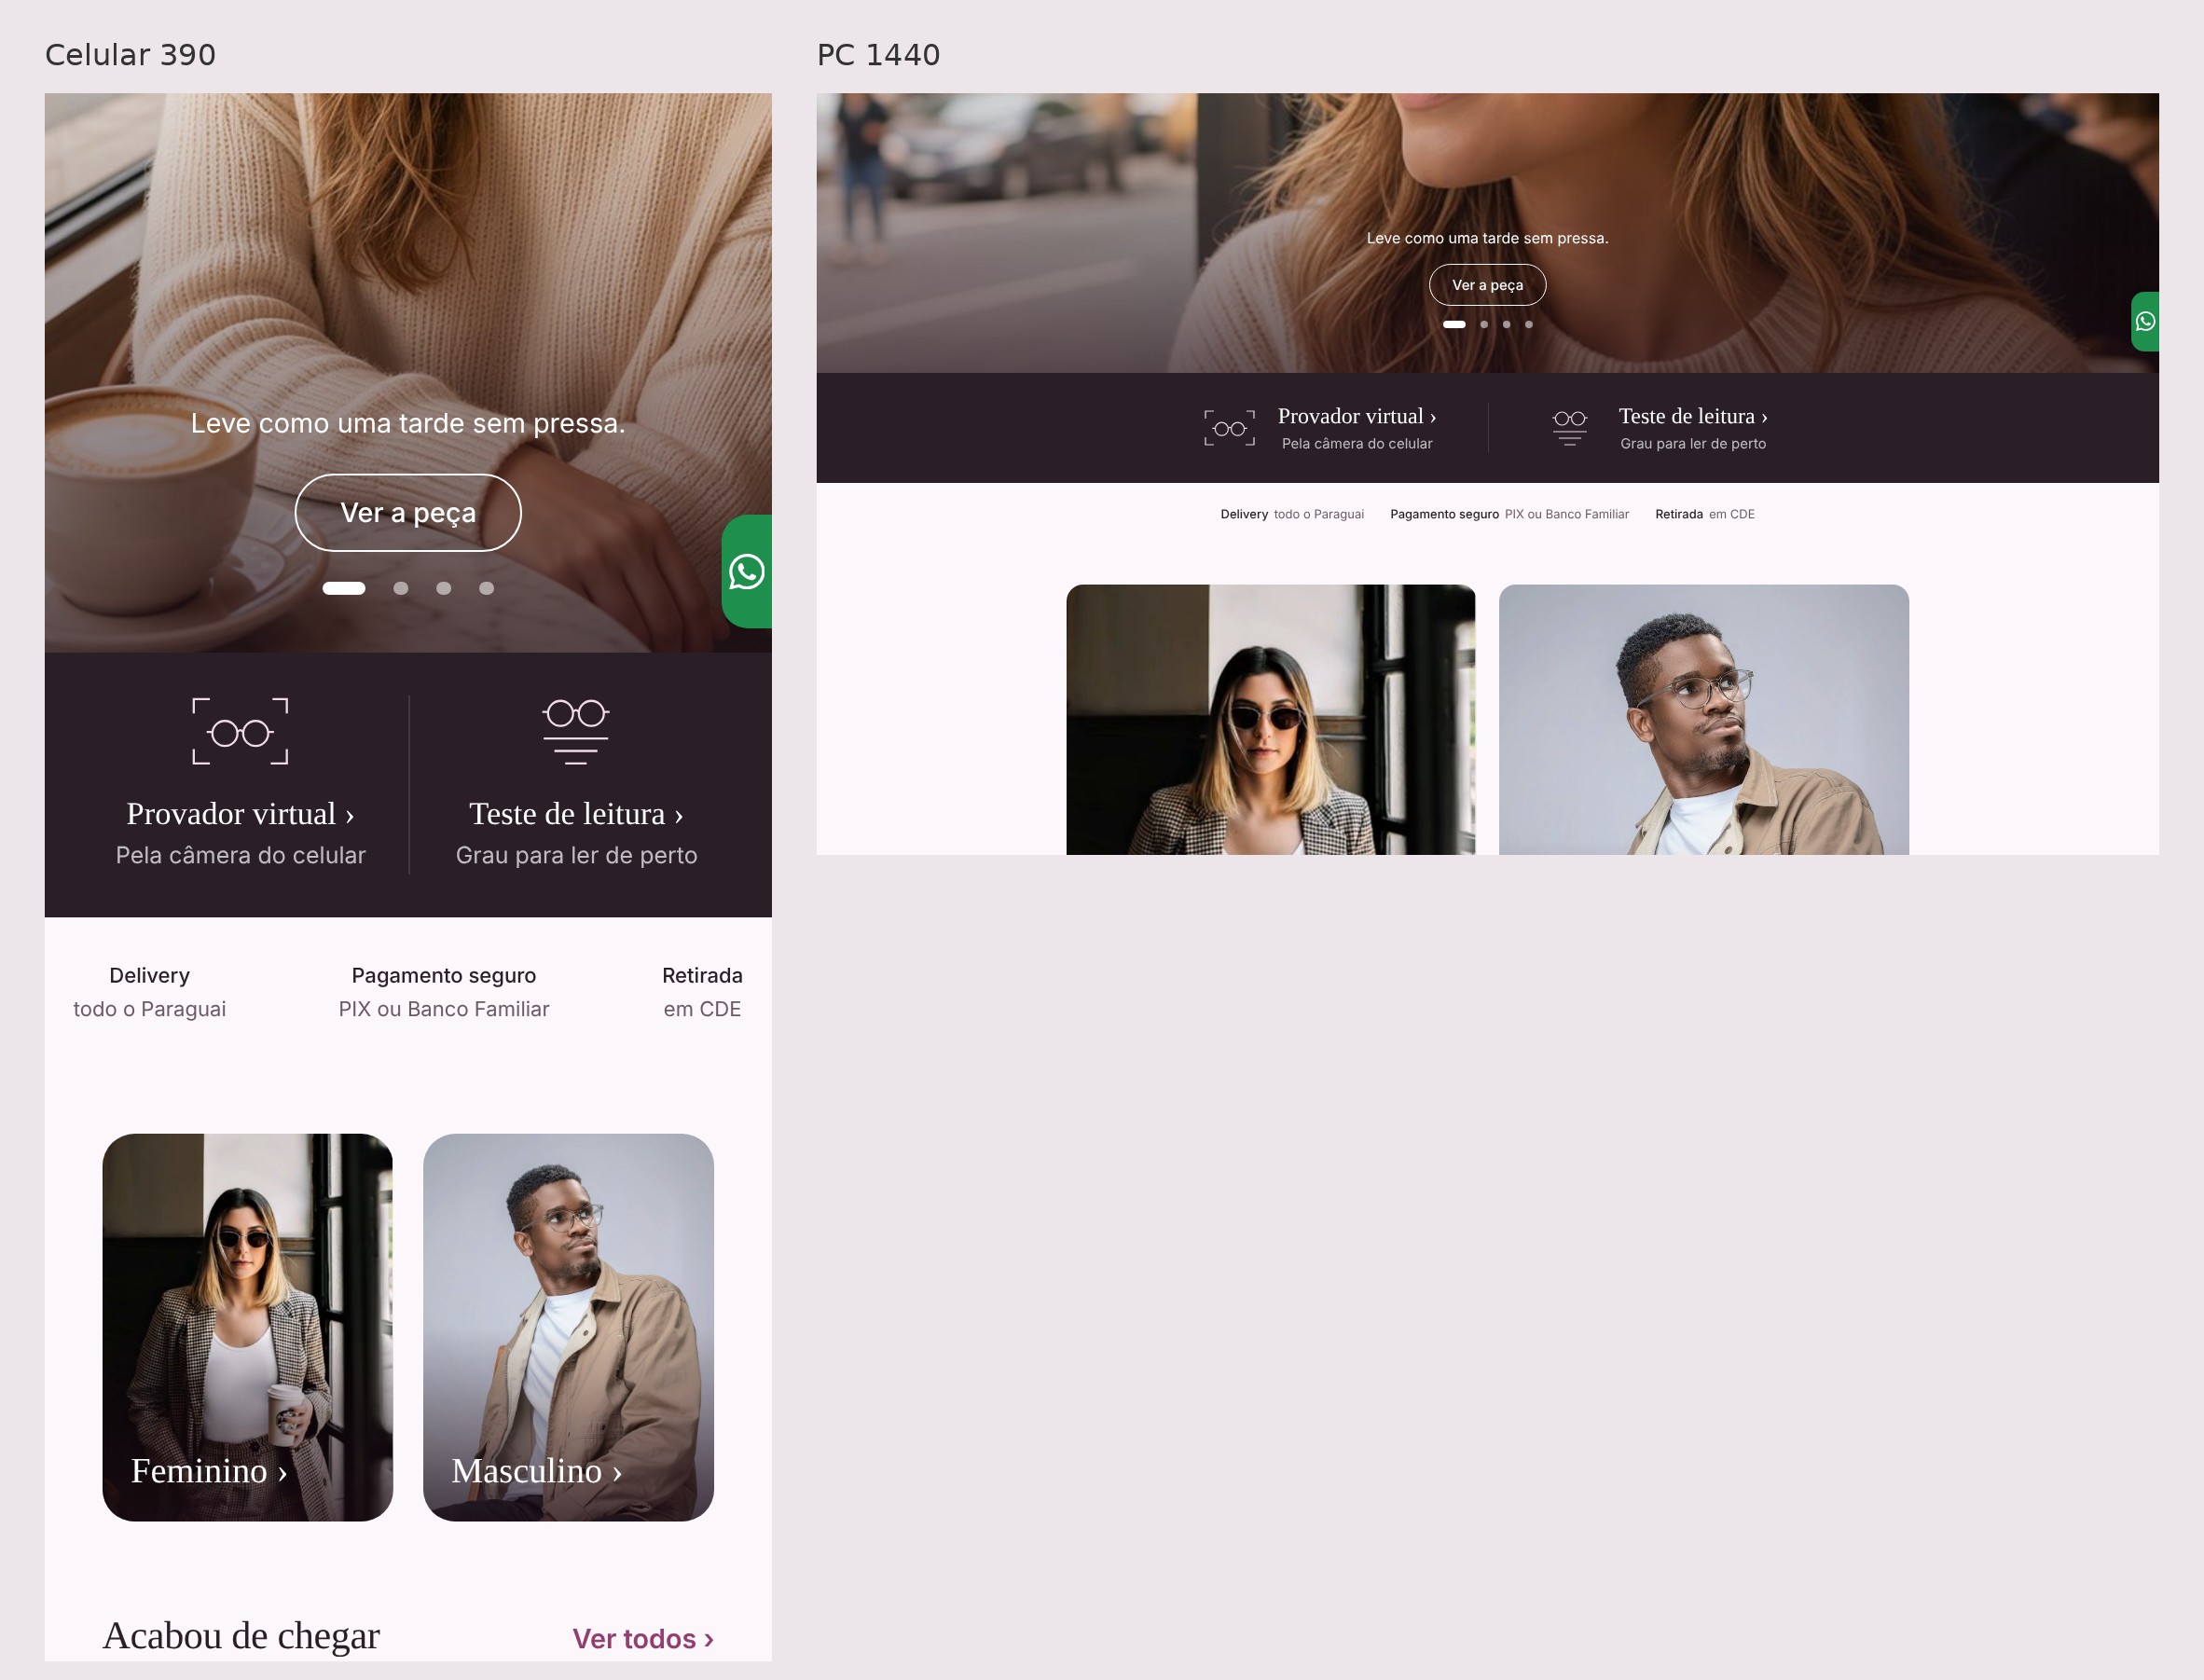 Celular 390
Leve como uma tarde sem pressa.
Ver a peça
Provador virtual ›
Pela câmera do celular
Teste de leitura ›
Grau para ler de perto
Delivery
todo o Paraguai
Pagamento seguro
PIX ou Banco Familiar
Retirada
em CDE
Feminino ›
Masculino ›
Acabou de chegar
Ver todos ›
PC 1440
Leve como uma tarde sem pressa.
Ver a peça
Provador virtual ›
Pela câmera do celular
Teste de leitura ›
Grau para ler de perto
Delivery todo o Paraguai
Pagamento seguro PIX ou Banco Familiar
Retirada em CDE